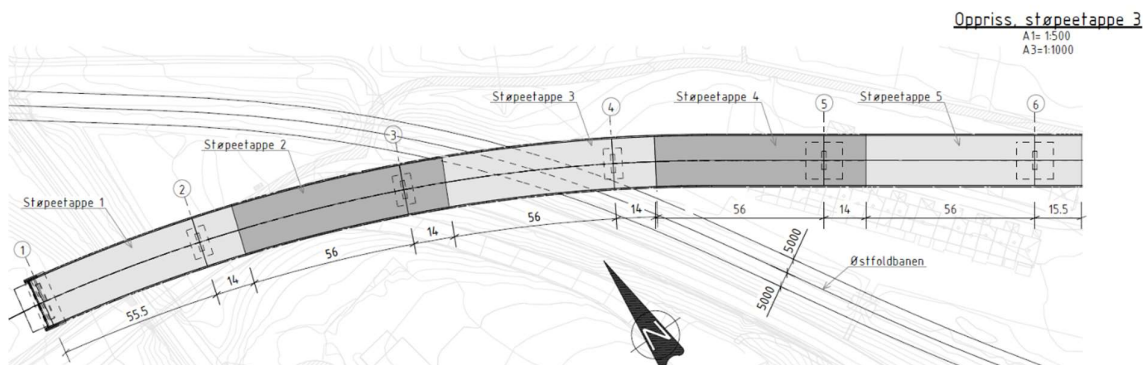 Oppriss, støpeetappe 3
A1= 1:500
A3=1:1000
Støpeetappe 3
4
Støpeetappe 4
5
Støpeetappe 5
6
3
Støpeetappe 2
2
Støpeetappe 1
1
55.5
14
56
14
56
14
56
14
56
15.5
5000
5000
Østfoldbanen
N